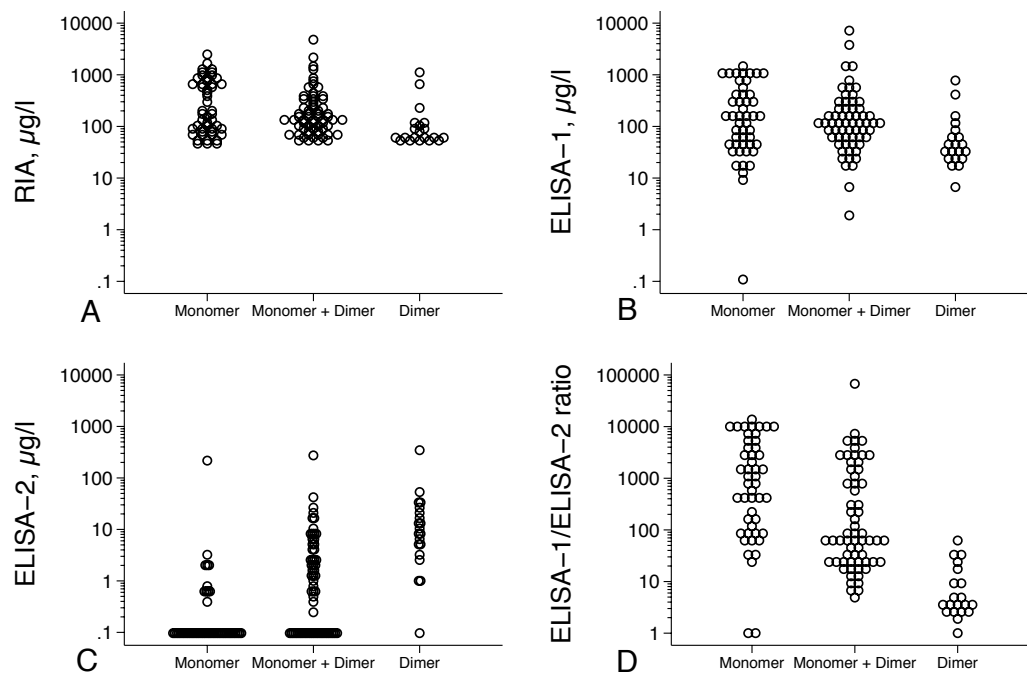 RIA, µg/l
10000
1000
100
10
1
.1
A
Monomer
Monomer + Dimer
Dimer
ELISA−1, µg/l
10000
1000
100
10
1
.1
B
Monomer
Monomer + Dimer
Dimer
ELISA−2, µg/l
10000
1000
100
10
1
.1
C
Monomer
Monomer + Dimer
Dimer
ELISA−1/ELISA−2 ratio
100000
10000
1000
100
10
1
D
Monomer
Monomer + Dimer
Dimer